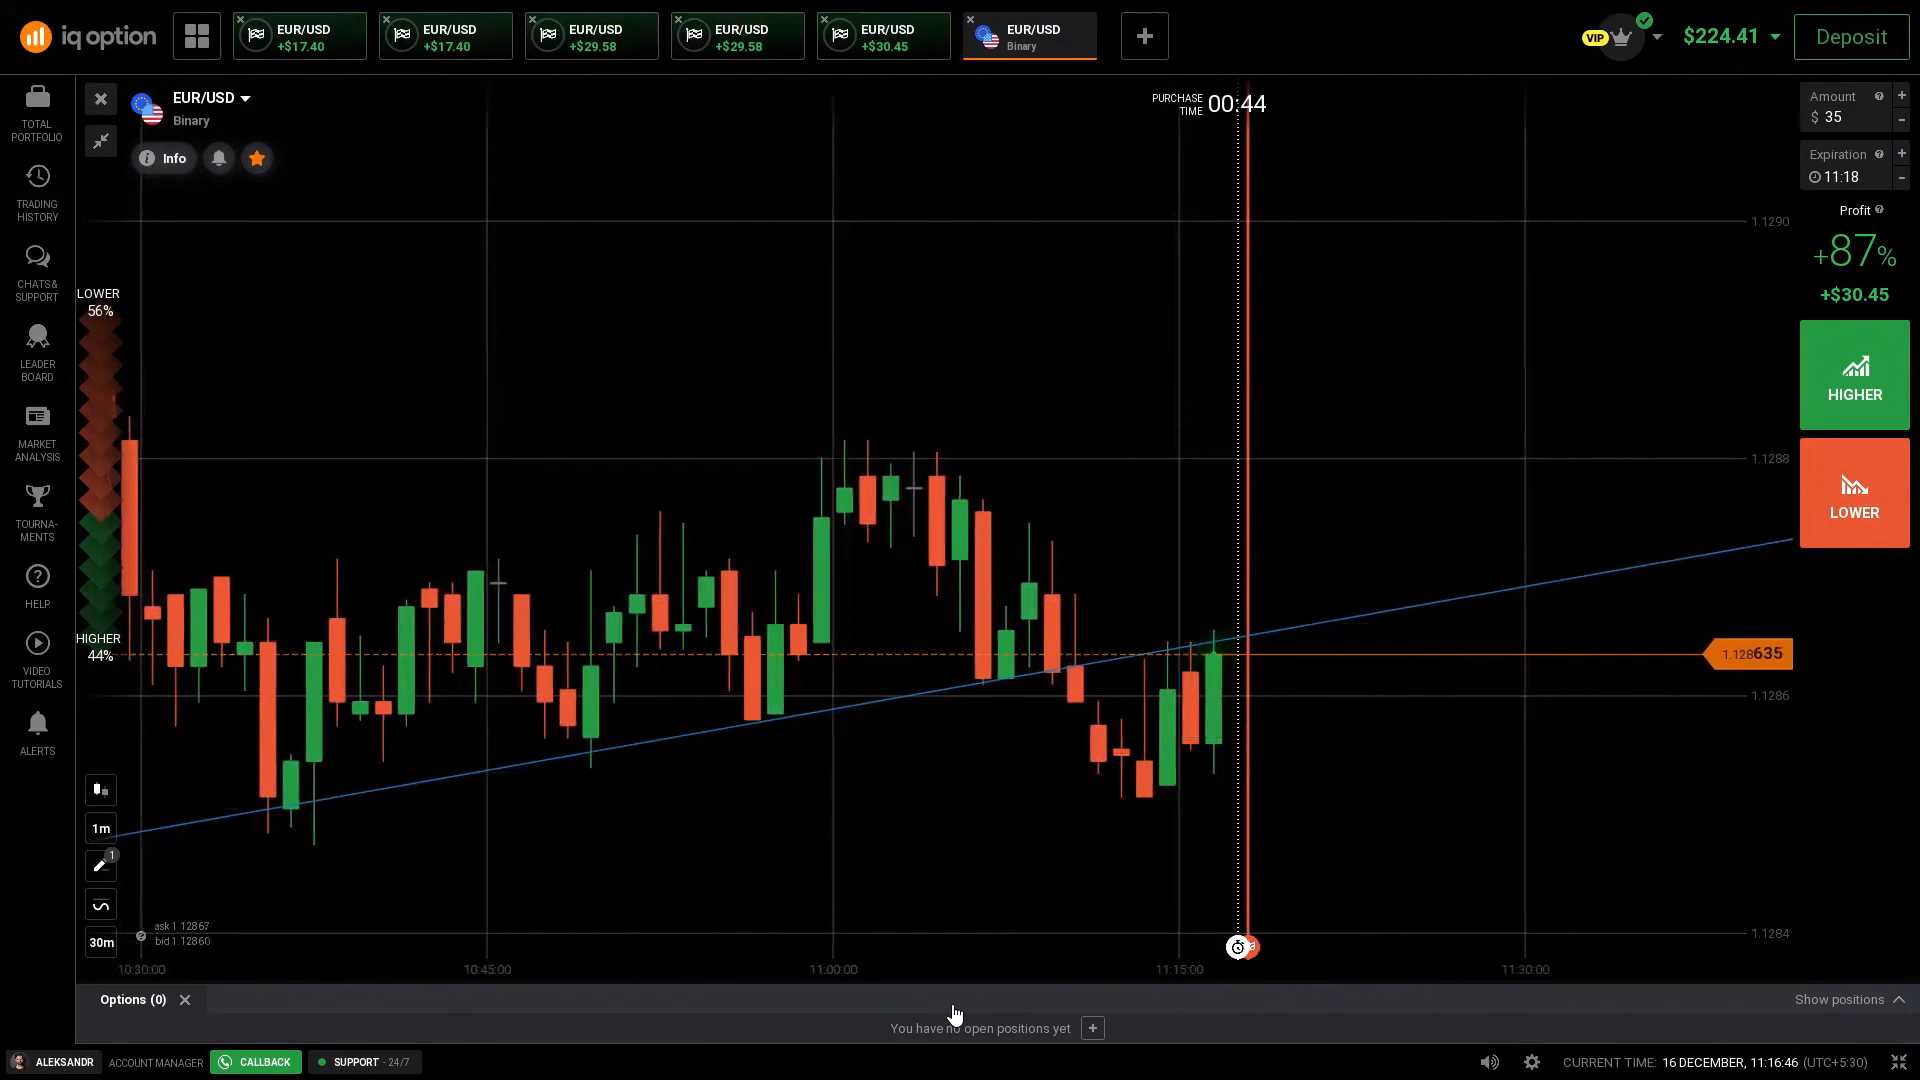 iq option
EUR/USD
+$17.40
EUR/USD
+$17.40
EUR/USD
+$29.58
EUR/USD
+$29.58
EUR/USD
+$30.45
EUR/USD
Binary
VIP
$224.41
Deposit
TOTAL
PORTFOLIO
TRADING
HISTORY
CHATS &
SUPPORT
LEADER
BOARD
MARKET
ANALYSIS
TOURNA-
MENTS
HELP
VIDEO
TUTORIALS
ALERTS
EUR/USD
Binary
Info
PURCHASE
TIME
00:44
LOWER
56%
HIGHER
44%
1m
1
30m
ask 1.12867
bid 1.12860
1.1290
1.1288
1.128635
1.1286
1.1284
10:30:00
10:45:00
11:00:00
11:15:00
11:30:00
Amount
$ 35
Expiration
11:18
Profit
+87%
+$30.45
HIGHER
LOWER
Options (0)
Show positions
You have no open positions yet
ALEKSANDR
ACCOUNT MANAGER
CALLBACK
SUPPORT - 24/7
CURRENT TIME: 16 DECEMBER, 11:16:46 (UTC+5:30)